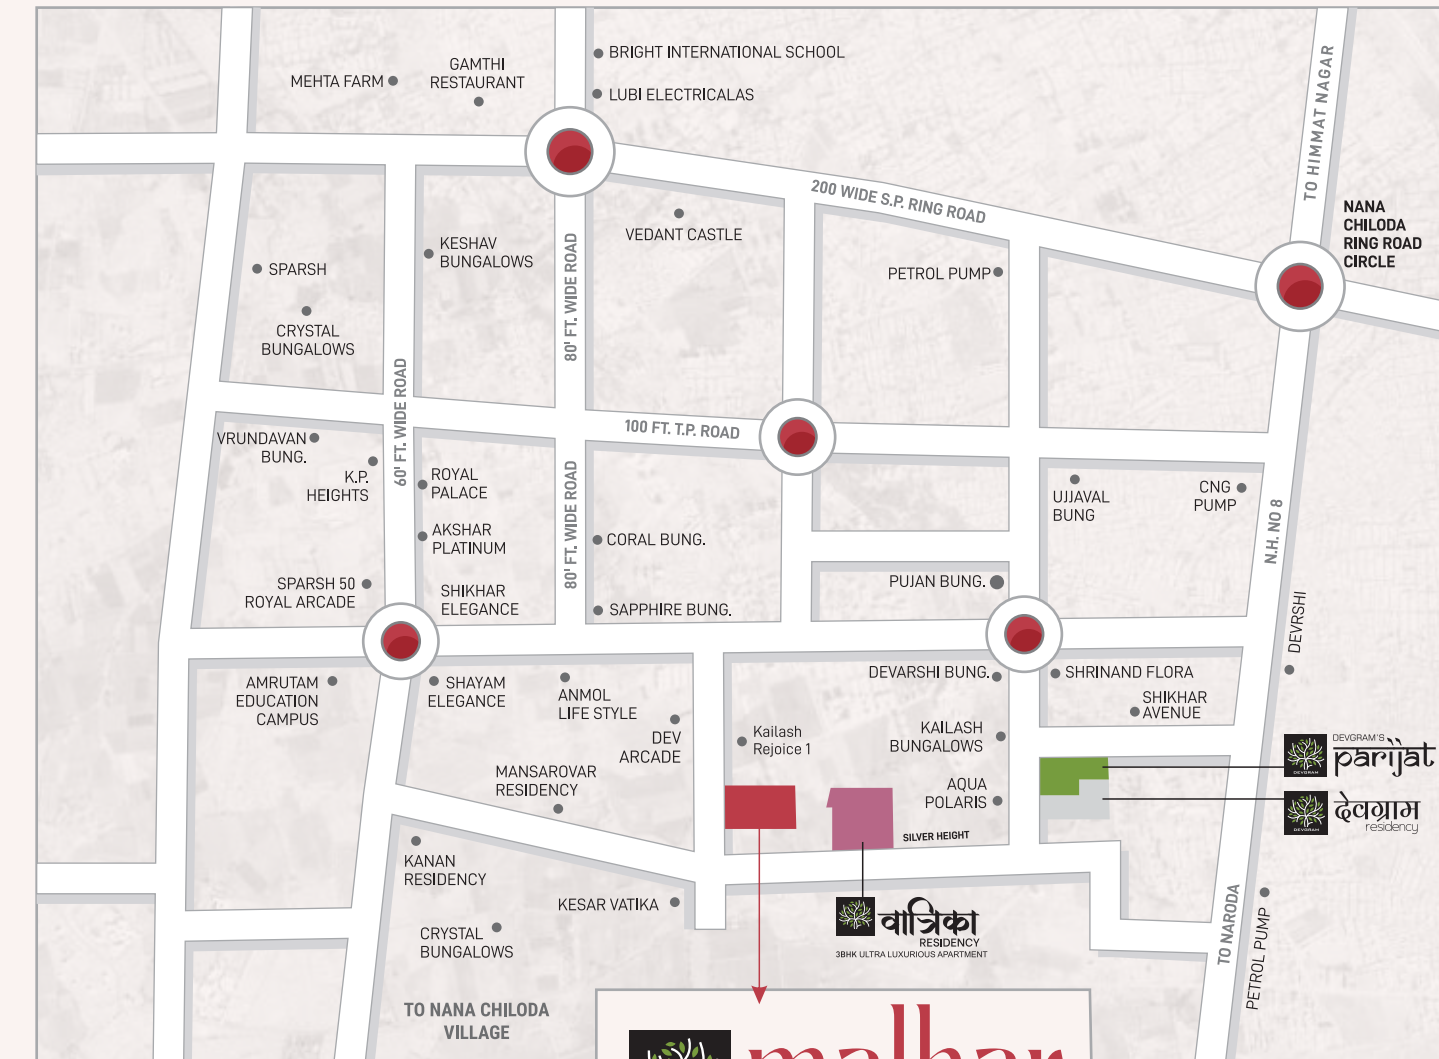 BRIGHT INTERNATIONAL SCHOOL
GAMTHI
RESTAURANT
MEHTA FARM
LUBI ELECTRICALAS
TO HIMMAT NAGAR
200 WIDE S.P. RING ROAD
NANA
CHILODA
RING ROAD
CIRCLE
VEDANT CASTLE
KESHAV
BUNGALOWS
SPARSH
PETROL PUMP
80' FT. WIDE ROAD
CRYSTAL
BUNGALOWS
60' FT. WIDE ROAD
100 FT. T.P. ROAD
VRUNDAVAN
BUNG.
K.P.
HEIGHTS
ROYAL
PALACE
80' FT. WIDE ROAD
UJJAVAL
BUNG
CNG
PUMP
N.H. NO 8
AKSHAR
PLATINUM
CORAL BUNG.
SPARSH 50
ROYAL ARCADE
SHIKHAR
ELEGANCE
SAPPHIRE BUNG.
PUJAN BUNG.
DEVRSHI
AMRUTAM
EDUCATION
CAMPUS
SHAYAM
ELEGANCE
ANMOL
LIFE STYLE
DEV
ARCADE
DEVARSHI BUNG.
SHRINAND FLORA
SHIKHAR
AVENUE
Kailash
Rejoice 1
KAILASH
BUNGALOWS
DEVGRAM'S
parijat
DEVGRAM
MANSAROVAR
RESIDENCY
AQUA
POLARIS
देवग्राम
residency
DEVGRAM
SILVER HEIGHT
KANAN
RESIDENCY
KESAR VATIKA
वात्रिका
RESIDENCY
3BHK ULTRA LUXURIOUS APARTMENT
TO NARODA
PETROL PUMP
CRYSTAL
BUNGALOWS
TO NANA CHILODA
VILLAGE
malhar